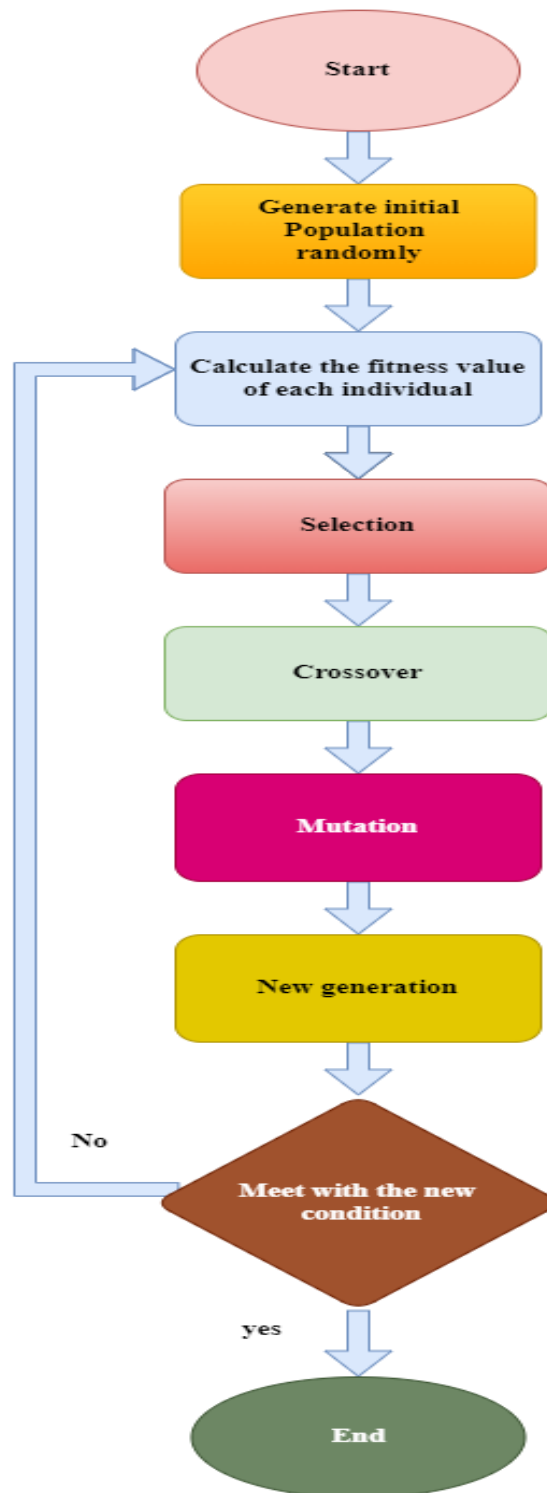 Start
Generate initial
Population
randomly
Calculate the fitness value
of each individual
Selection
Crossover
Mutation
New generation
No
Meet with the new
condition
yes
End